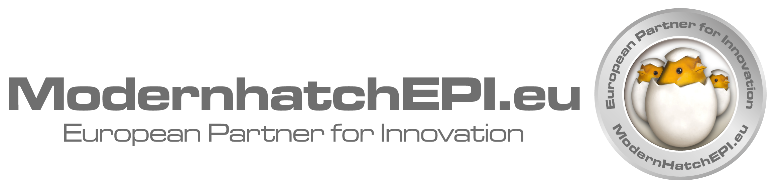 ModernhatchEPI.eu
European Partner for Innovation
European Partner for Innovation
ModernHatchEPI.eu